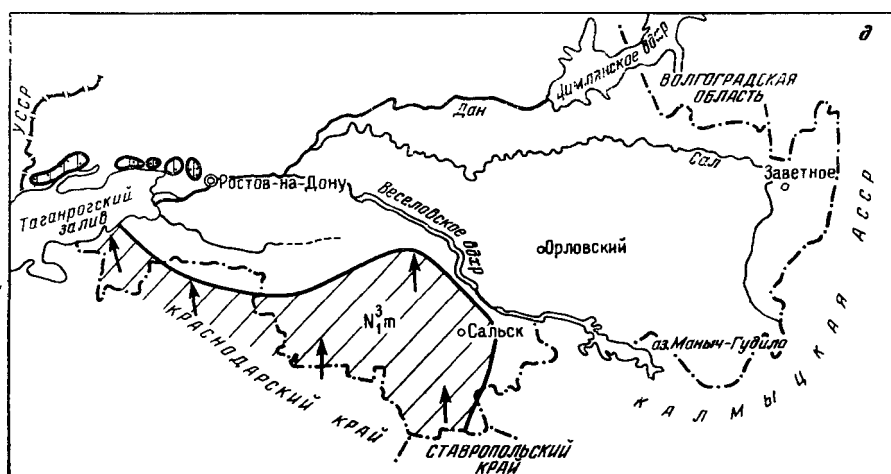 д
УССР
Цимлянское вдхр
ВОЛГОГРАДСКАЯ
ОБЛАСТЬ
Дан
Сал
Заветное
Ростов-на-Дону
Таганрогский
залив
Веселовское вдхр
Орловский
N₁³m
Сальск
оз. Маныч-Гудило
КРАСНОДАРСКИЙ КРАЙ
СТАВРОПОЛЬСКИЙ
КРАЙ
КАЛМЫЦКАЯ АССР